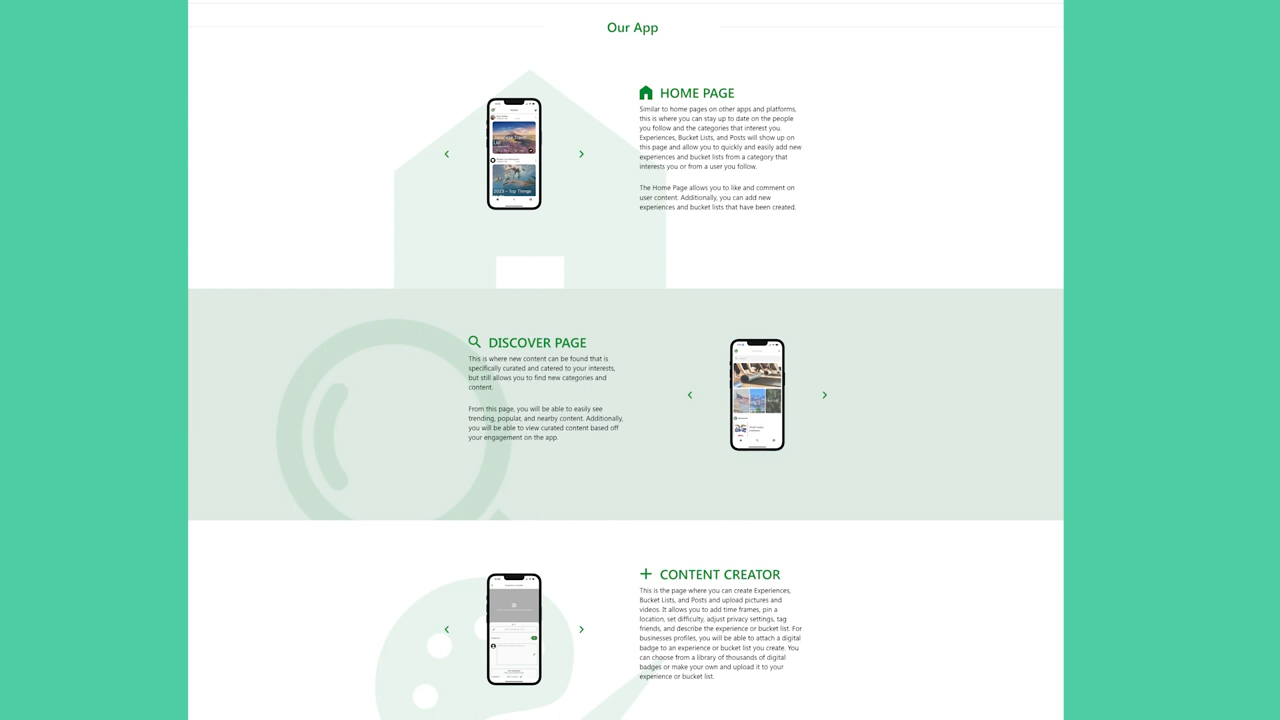 Our App
HOME PAGE
Similar to home pages on other apps and platforms,
this is where you can stay up to date on the people
you follow and the categories that interest you.
Experiences, Bucket Lists, and Posts will show up on
this page and allow you to quickly and easily add new
experiences and bucket lists from a category that
interests you or from a user you follow.
The Home Page allows you to like and comment on
user content. Additionally, you can add new
experiences and bucket lists that have been created.
2023 - Top Things
DISCOVER PAGE
This is where new content can be found that is
specifically curated and catered to your interests,
but still allows you to find new categories and
content.
From this page, you will be able to easily see
trending, popular, and nearby content. Additionally,
you will be able to view curated content based off
your engagement on the app.
CONTENT CREATOR
This is the page where you can create Experiences,
Bucket Lists, and Posts and upload pictures and
videos. It allows you to add time frames, pin a
location, set difficulty, adjust privacy settings, tag
friends, and describe the experience or bucket list. For
businesses profiles, you will be able to attach a digital
badge to an experience or bucket list you create. You
can choose from a library of thousands of digital
badges or make your own and upload it to your
experience or bucket list.